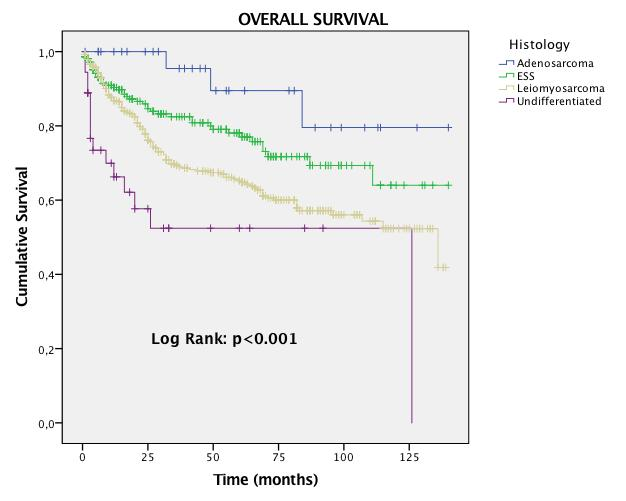 OVERALL SURVIVAL
Histology
Adenosarcoma
ESS
Leiomyosarcoma
Undifferentiated
Cumulative Survival
1,0
0,8
0,6
0,4
0,2
0,0
Log Rank: p<0.001
0 25 50 75 100 125
Time (months)